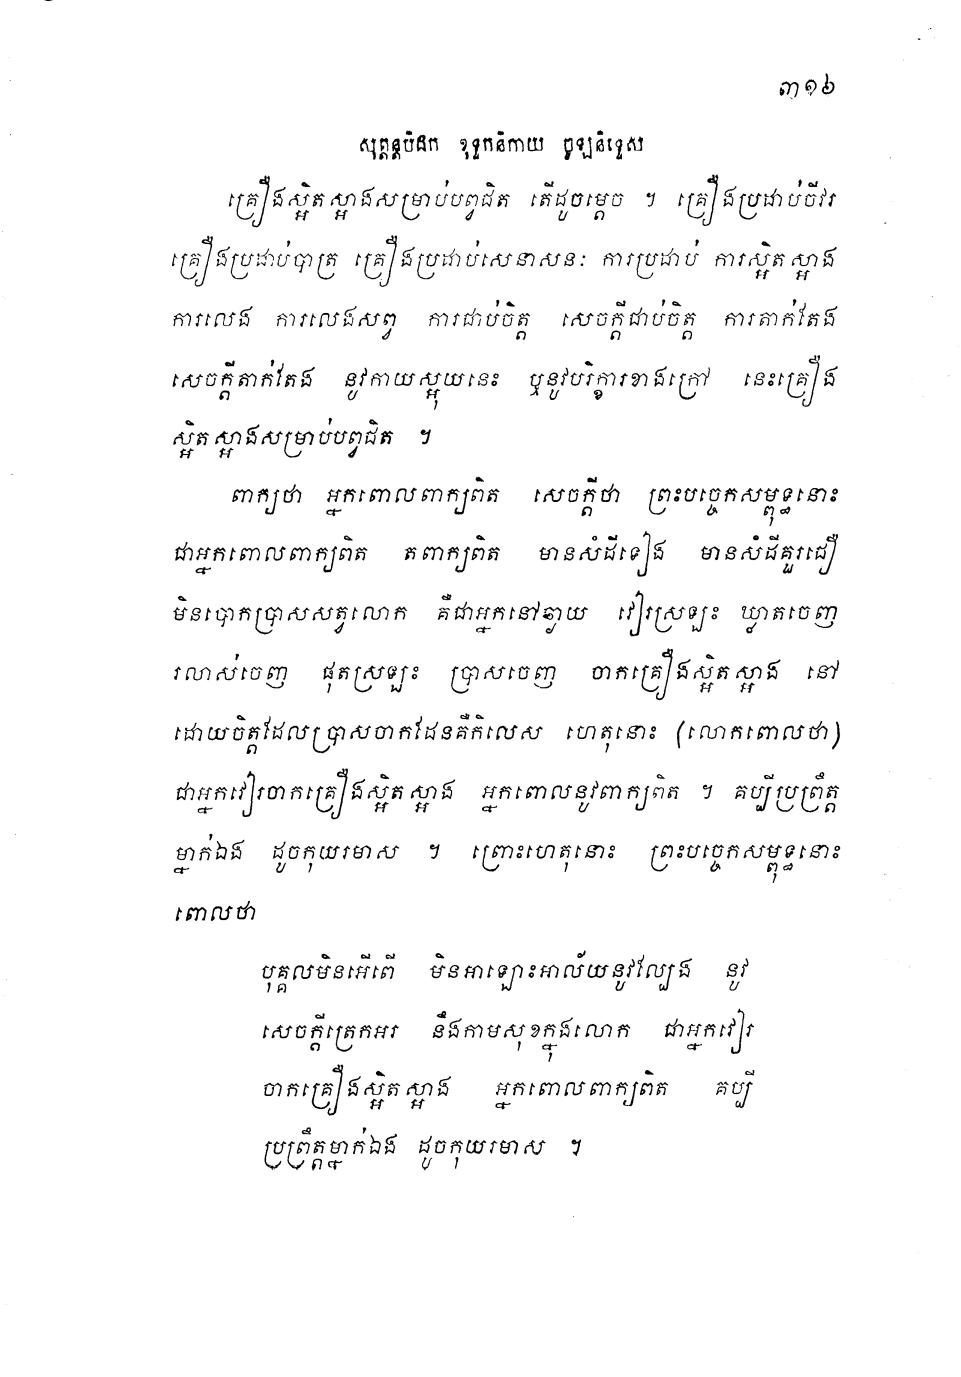 ៣១៦
សុត្តន្តបិដក ខុទ្ទកនិកាយ ចូឡនិទ្ទេស
គ្រឿងស្អិតស្អាងសម្រាប់បព្វជិត តើដូចម្តេច ។ គ្រឿងប្រដាប់ចីវរ
គ្រឿងប្រដាប់បាត្រ គ្រឿងប្រដាប់សេនាសនៈ ការប្រដាប់ ការស្អិតស្អាង
ការលេង ការលេងសព្វ ការជាប់ចិត្ត សេចក្តីជាប់ចិត្ត ការតាក់តែង
សេចក្តីតាក់តែង នូវកាយស្អុយនេះ ឬនូវបរិក្ខារខាងក្រៅ នេះគ្រឿង
ស្អិតស្អាងសម្រាប់បព្វជិត ។
ពាក្យថា អ្នកពោលពាក្យពិត សេចក្តីថា ព្រះបច្ចេកសម្ពុទ្ធនោះ
ជាអ្នកពោលពាក្យពិត តពាក្យពិត មានសំដីទៀង មានសំដីគួរជឿ
មិនបោកប្រាសសត្វលោក គឺជាអ្នកនៅឆ្ងាយ វៀរស្រឡះ ឃ្លាតចេញ
រលាស់ចេញ ផុតស្រឡះ ប្រាសចេញ ចាកគ្រឿងស្អិតស្អាង នៅ
ដោយចិត្តដែលប្រាសចាកដែនគឺកិលេស ហេតុនោះ (លោកពោលថា)
ជាអ្នកវៀរចាកគ្រឿងស្អិតស្អាង អ្នកពោលនូវពាក្យពិត ។ គប្បីប្រព្រឹត្ត
ម្នាក់ឯង ដូចកុយរមាស ។ ព្រោះហេតុនោះ ព្រះបច្ចេកសម្ពុទ្ធនោះ
ពោលថា
បុគ្គលមិនអើពើ មិនអាឡោះអាល័យនូវល្បែង នូវ
សេចក្តីត្រេកអរ នឹងកាមសុខក្នុងលោក ជាអ្នកវៀរ
ចាកគ្រឿងស្អិតស្អាង អ្នកពោលពាក្យពិត គប្បី
ប្រព្រឹត្តម្នាក់ឯង ដូចកុយរមាស ។